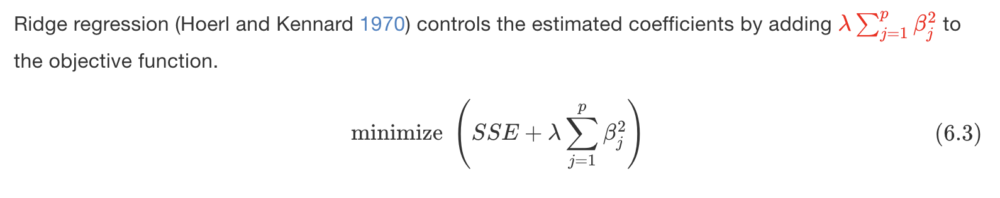 Ridge regression (Hoerl and Kennard 1970) controls the estimated coefficients by adding $\lambda \sum_{j=1}^{p} \beta_j^2$ to
the objective function.
$\text{minimize} \left( SSE + \lambda \sum_{j=1}^{p} \beta_j^2 \right)$ (6.3)